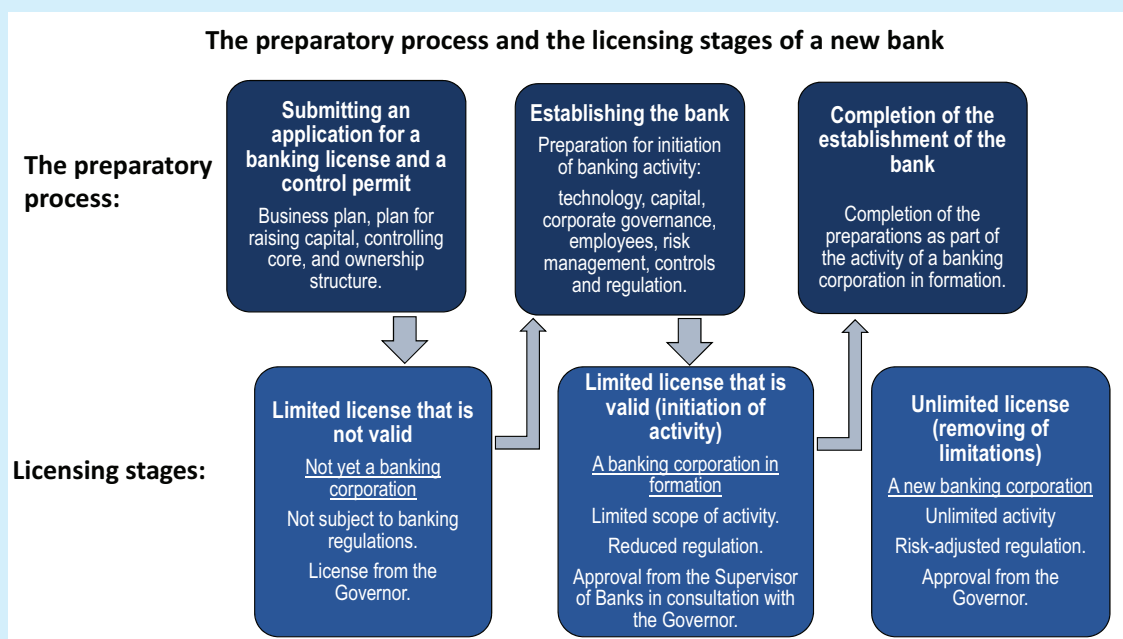 The preparatory process and the licensing stages of a new bank
The preparatory
process:
Submitting an
application for a
banking license and a
control permit
Business plan, plan for
raising capital, controlling
core, and ownership
structure.
Establishing the bank
Preparation for initiation
of banking activity:
technology, capital,
corporate governance,
employees, risk
management, controls
and regulation.
Completion of the
establishment of the
bank
Completion of the
preparations as part of
the activity of a banking
corporation in formation.
Licensing stages:
Limited license that is
not valid
Not yet a banking
corporation
Not subject to banking
regulations.
License from the
Governor.
Limited license that is
valid (initiation of
activity)
A banking corporation in
formation
Limited scope of activity.
Reduced regulation.
Approval from the Supervisor
of Banks in consultation with
the Governor.
Unlimited license
(removing of
limitations)
A new banking corporation
Unlimited activity
Risk-adjusted regulation.
Approval from the
Governor.